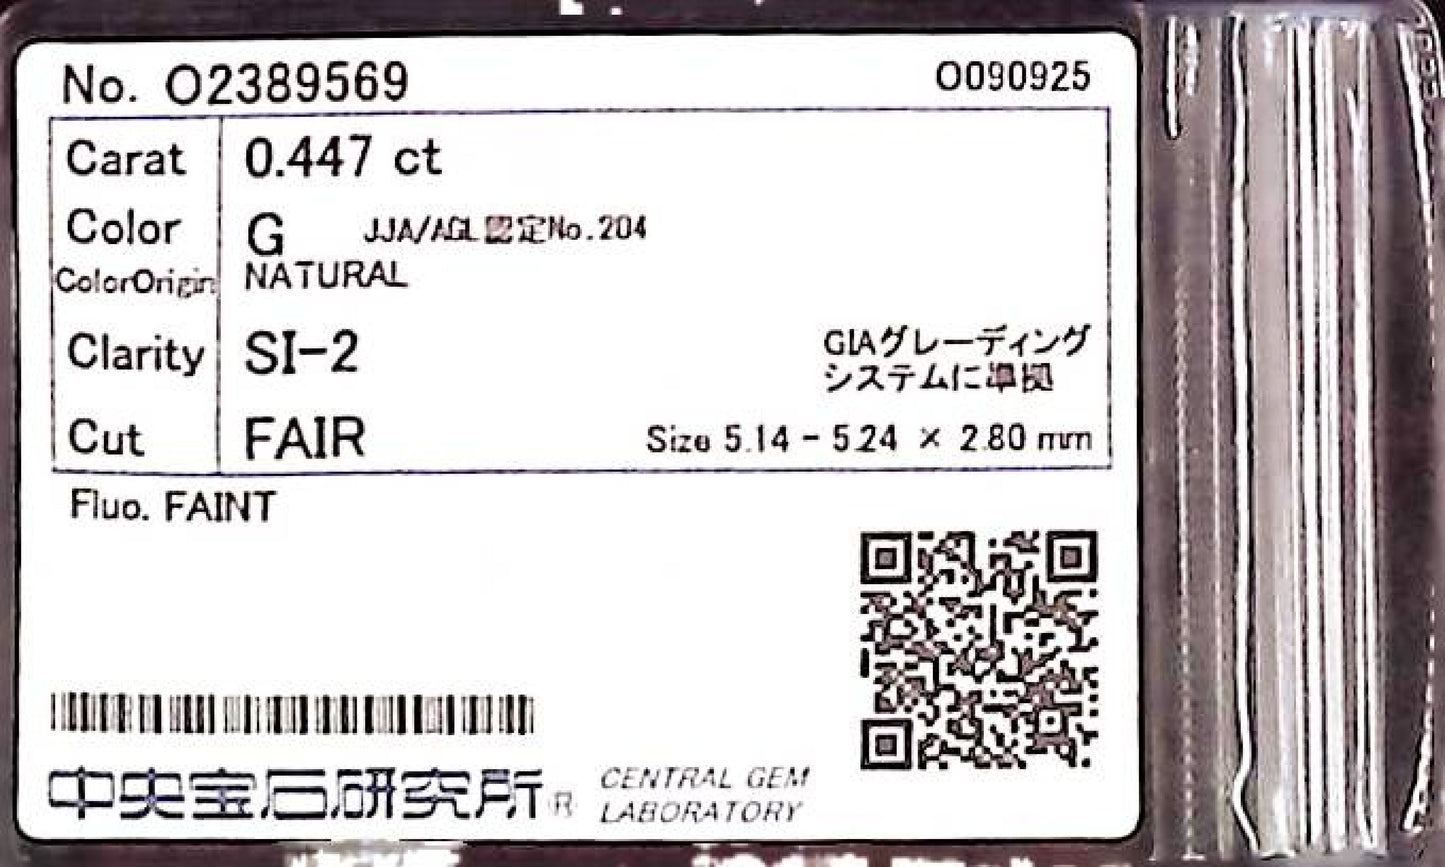 No. O2389569
O090925
Carat 0.447 ct
Color G JJA/AGL認定No.204
ColorOrigin NATURAL
Clarity SI-2
GIAグレーディング
システムに準拠
Cut FAIR Size 5.14 - 5.24 × 2.80 mm
Fluo. FAINT
中央宝石研究所® CENTRAL GEM
LABORATORY